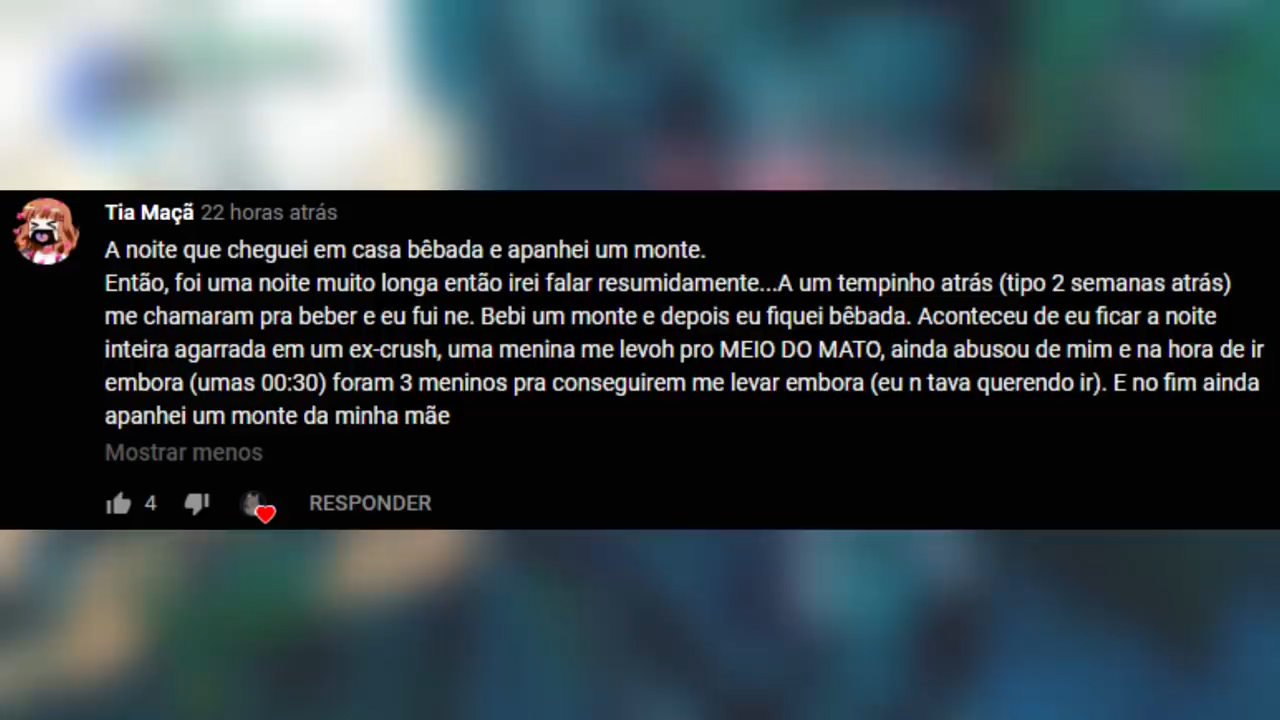 Tia Maçã 22 horas atrás
A noite que cheguei em casa bêbada e apanhei um monte.
Então, foi uma noite muito longa então irei falar resumidamente...A um tempinho atrás (tipo 2 semanas atrás)
me chamaram pra beber e eu fui ne. Bebi um monte e depois eu fiquei bêbada. Aconteceu de eu ficar a noite
inteira agarrada em um ex-crush, uma menina me levoh pro MEIO DO MATO, ainda abusou de mim e na hora de ir
embora (umas 00:30) foram 3 meninos pra conseguirem me levar embora (eu n tava querendo ir). E no fim ainda
apanhei um monte da minha mãe
Mostrar menos
4 RESPONDER